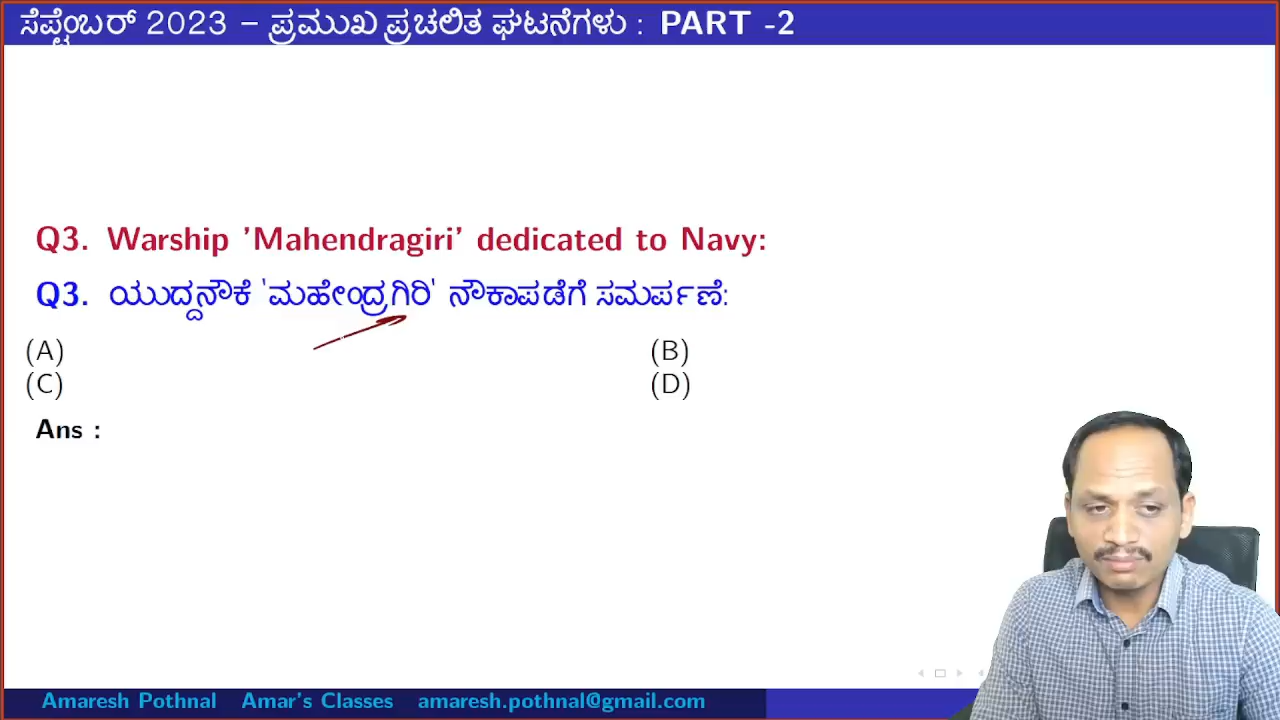 ಸೆಪ್ಟೆಂಬರ್ 2023 – ಪ್ರಮುಖ ಪ್ರಚಲಿತ ಘಟನೆಗಳು : PART -2
Q3. Warship 'Mahendragiri' dedicated to Navy:
Q3. ಯುದ್ದನೌಕೆ 'ಮಹೇಂದ್ರಗಿರಿ' ನೌಕಾಪಡೆಗೆ ಸಮರ್ಪಣೆ:
(A) (B)
(C) (D)
Ans :
Amaresh Pothnal Amar's Classes amaresh.pothnal@gmail.com